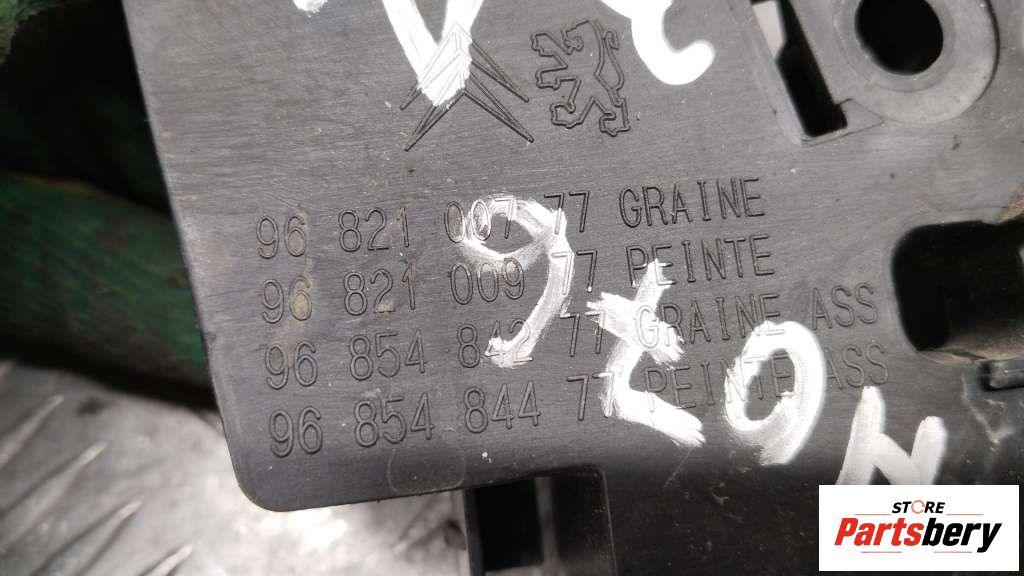 96 821 007 77 GRAINE
96 821 009 77 PEINTE
96 854 842 77 GRAINE ASS
96 854 844 77 PEINTE ASS
STORE
Partsbery